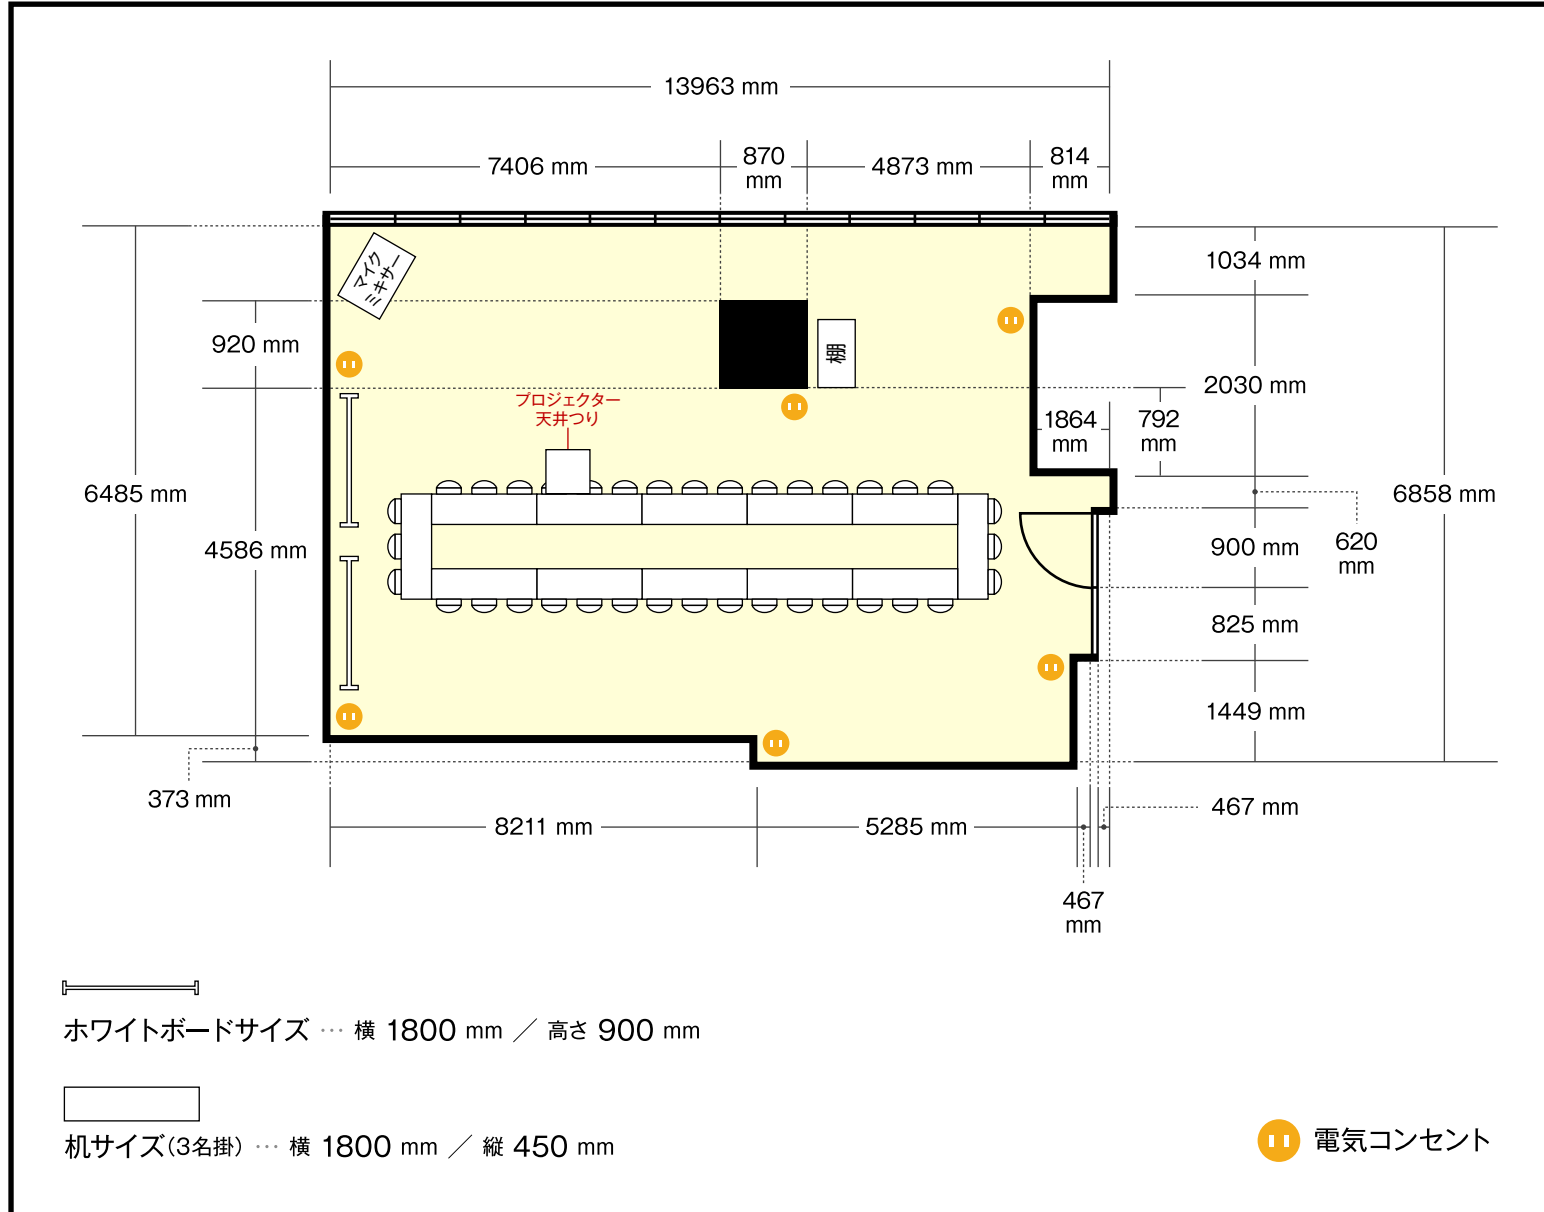 13963 mm
7406 mm
870
mm
4873 mm
814
mm
マイク
ミキサー
棚
プロジェクター
天井つり
920 mm
6485 mm
4586 mm
373 mm
1034 mm
2030 mm
1864
mm
792
mm
6858 mm
620
mm
900 mm
825 mm
1449 mm
467 mm
8211 mm
5285 mm
467
mm
ホワイトボードサイズ … 横 1800 mm ／ 高さ 900 mm
机サイズ(3名掛) … 横 1800 mm ／ 縦 450 mm
電気コンセント